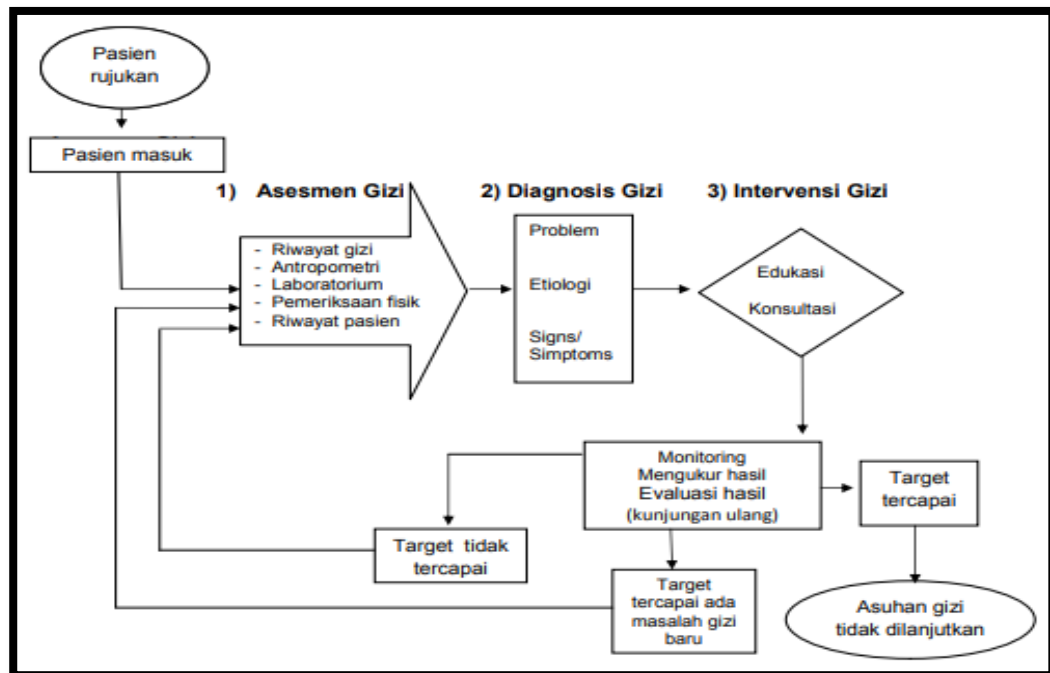 Pasien
rujukan
Pasien masuk
1) Asesmen Gizi
- Riwayat gizi
- Antropometri
- Laboratorium
- Pemeriksaan fisik
- Riwayat pasien
2) Diagnosis Gizi
Problem
Etiologi
Signs/
Simptoms
3) Intervensi Gizi
Edukasi
Konsultasi
Monitoring
Mengukur hasil
Evaluasi hasil
(kunjungan ulang)
Target
tercapai
Target tidak
tercapai
Target
tercapai ada
masalah gizi
baru
Asuhan gizi
tidak dilanjutkan